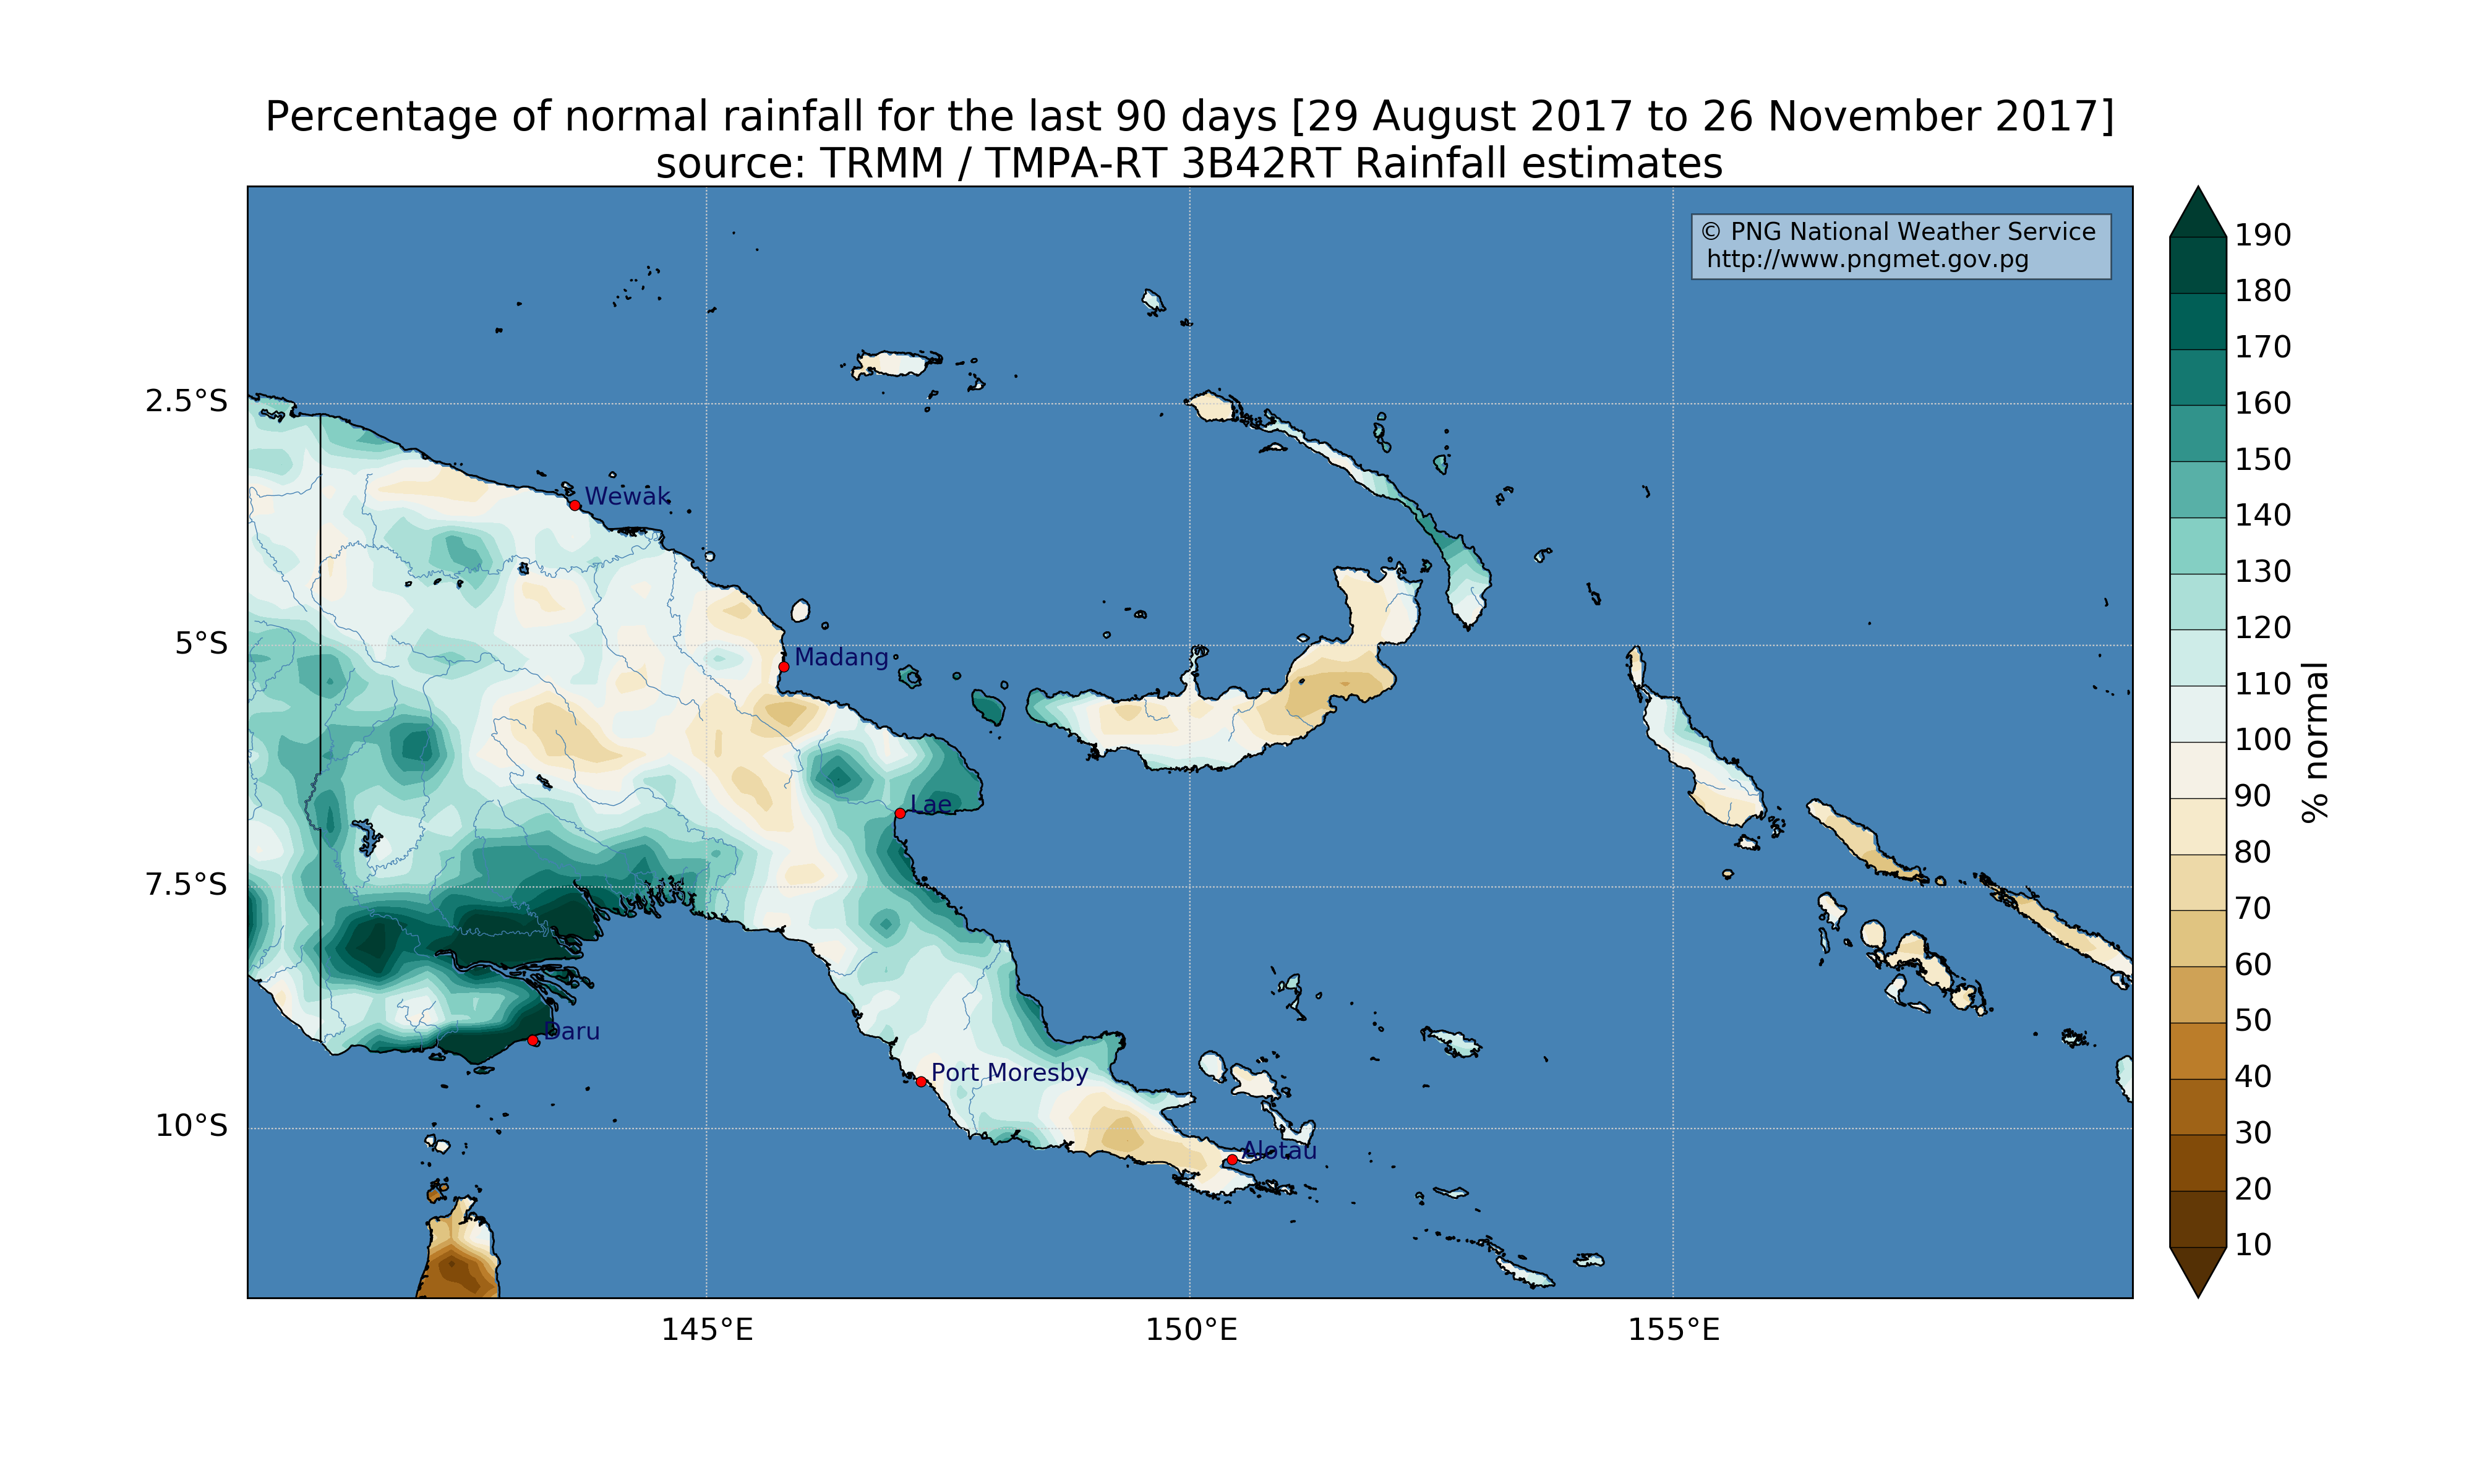 Percentage of normal rainfall for the last 90 days [29 August 2017 to 26 November 2017]
source: TRMM / TMPA-RT 3B42RT Rainfall estimates
© PNG National Weather Service
http://www.pngmet.gov.pg
2.5°S
5°S
7.5°S
10°S
145°E
150°E
155°E
Wewak
Madang
Lae
Daru
Port Moresby
Alotau
190
180
170
160
150
140
130
120
110
100
90
80
70
60
50
40
30
20
10
% normal